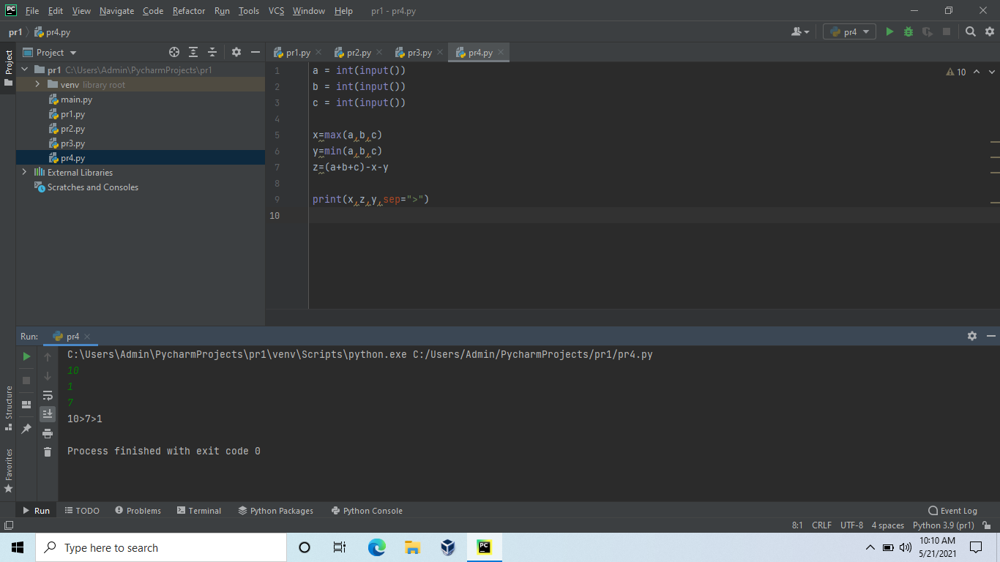 PC File Edit View Navigate Code Refactor Run Tools VCS Window Help pr1 - pr4.py
pr1 pr4.py pr4
Project
Project
pr1 C:\Users\Admin\PycharmProjects\pr1
venv library root
main.py
pr1.py
pr2.py
pr3.py
pr4.py
External Libraries
Scratches and Consoles
pr1.py pr2.py pr3.py pr4.py
10
1 a = int(input())
2 b = int(input())
3 c = int(input())
4
5 x=max(a,b,c)
6 y=min(a,b,c)
7 z=(a+b+c)-x-y
8
9 print(x,z,y,sep=">")
10
Run: pr4
C:\Users\Admin\PycharmProjects\pr1\venv\Scripts\python.exe C:/Users/Admin/PycharmProjects/pr1/pr4.py
10
1
7
10>7>1
Process finished with exit code 0
Structure
Favorites
Run TODO Problems Terminal Python Packages Python Console Event Log
8:1 CRLF UTF-8 4 spaces Python 3.9 (pr1)
Type here to search
PC
10:10 AM
5/21/2021